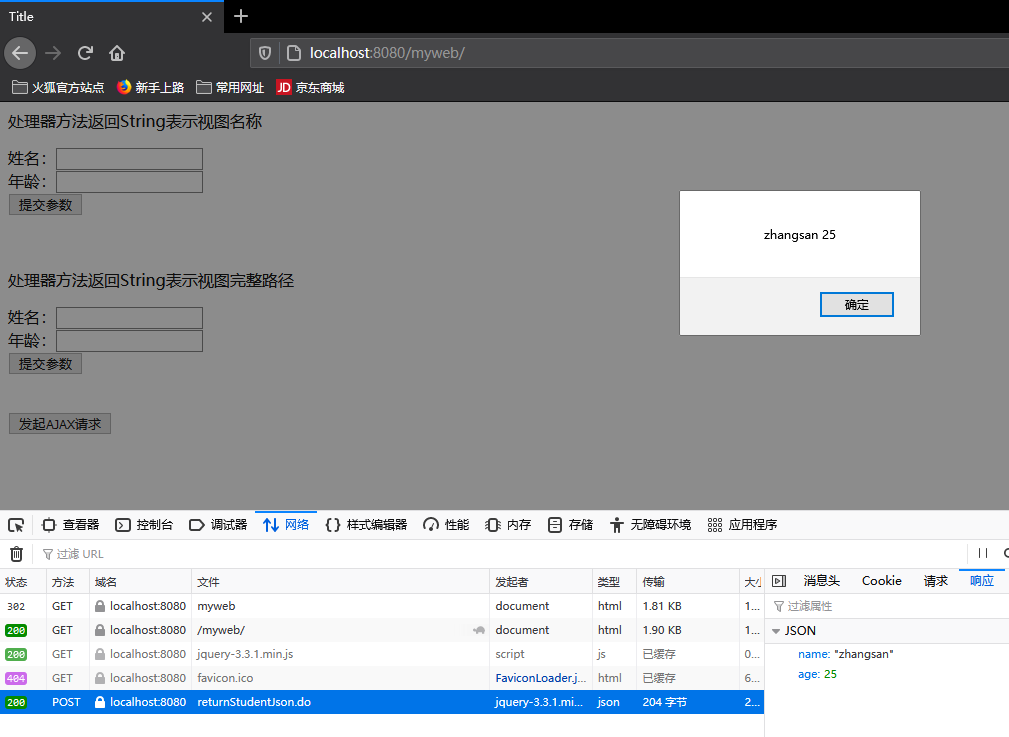 Title
localhost:8080/myweb/
火狐官方站点 新手上路 常用网址 JD 京东商城
处理器方法返回String表示视图名称
姓名：
年龄：
提交参数
zhangsan 25
确定
处理器方法返回String表示视图完整路径
姓名：
年龄：
提交参数
发起AJAX请求
查看器 控制台 调试器 网络 样式编辑器 性能 内存 存储 无障碍环境 应用程序
过滤 URL
状态 方法 域名 文件 发起者 类型 传输 大小 消息头 Cookie 请求 响应
302 GET localhost:8080 myweb document html 1.81 KB 1...
过滤属性
200 GET localhost:8080 /myweb/ document html 1.90 KB 1...
JSON
200 GET localhost:8080 jquery-3.3.1.min.js script js 已缓存 0...
name: "zhangsan"
404 GET localhost:8080 favicon.ico FaviconLoader.j... html 已缓存 6...
age: 25
200 POST localhost:8080 returnStudentJson.do jquery-3.3.1.mi... json 204 字节 2...